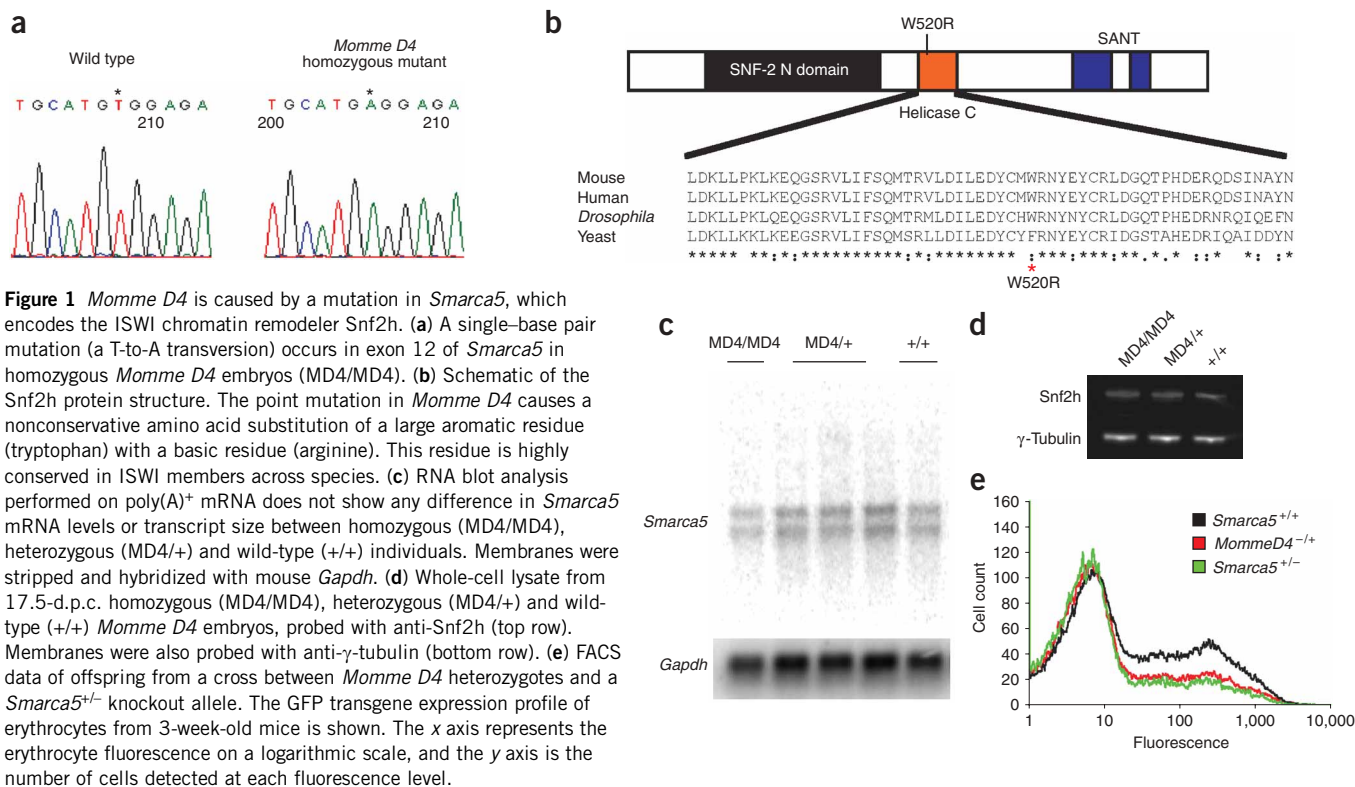 a
Wild type
Momme D4
homozygous mutant
*
T G C A T G T G G A G A
210
*
T G C A T G A G G A G A
200 210
b
W520R
SANT
SNF-2 N domain
Helicase C
Mouse LDKLLPKLKEQGSRVLIFSQMTRVLDILEDYCMWRNYEYCRLDGQTPHDERQDSINAYN
Human LDKLLPKLKEQGSRVLIFSQMTRVLDILEDYCMWRNYEYCRLDGQTPHDERQDSINAYN
Drosophila LDKLLPKLQEQGSRVLIFSQMTRMLDILEDYCHWRNYNYCRLDGQTPHEDRNRQIQEFN
Yeast LDKLLKKLKEQGSRVLIFSQMSRLLDILEDYCYFRNYEYCRIDGSTAHEDRIQAIDDYN
***** **:************:*:******** :***:***:**.*.*::* *: :*
*
W520R
Figure 1 Momme D4 is caused by a mutation in Smarca5, which
encodes the ISWI chromatin remodeler Snf2h. (a) A single–base pair
mutation (a T-to-A transversion) occurs in exon 12 of Smarca5 in
homozygous Momme D4 embryos (MD4/MD4). (b) Schematic of the
Snf2h protein structure. The point mutation in Momme D4 causes a
nonconservative amino acid substitution of a large aromatic residue
(tryptophan) with a basic residue (arginine). This residue is highly
conserved in ISWI members across species. (c) RNA blot analysis
performed on poly(A)+ mRNA does not show any difference in Smarca5
mRNA levels or transcript size between homozygous (MD4/MD4),
heterozygous (MD4/+) and wild-type (+/+) individuals. Membranes were
stripped and hybridized with mouse Gapdh. (d) Whole-cell lysate from
17.5-d.p.c. homozygous (MD4/MD4), heterozygous (MD4/+) and wild-
type (+/+) Momme D4 embryos, probed with anti-Snf2h (top row).
Membranes were also probed with anti-γ-tubulin (bottom row). (e) FACS
data of offspring from a cross between Momme D4 heterozygotes and a
Smarca5+/– knockout allele. The GFP transgene expression profile of
erythrocytes from 3-week-old mice is shown. The x axis represents the
erythrocyte fluorescence on a logarithmic scale, and the y axis is the
number of cells detected at each fluorescence level.
c
MD4/MD4 MD4/+ +/+
Smarca5
Gapdh
d
MD4/MD4 MD4/+ +/+
Snf2h
γ-Tubulin
e
160
140
120
100
80
60
40
20
0
Cell count
Smarca5+/+
MommeD4–/+
Smarca5+/–
1 10 100 1,000 10,000
Fluorescence